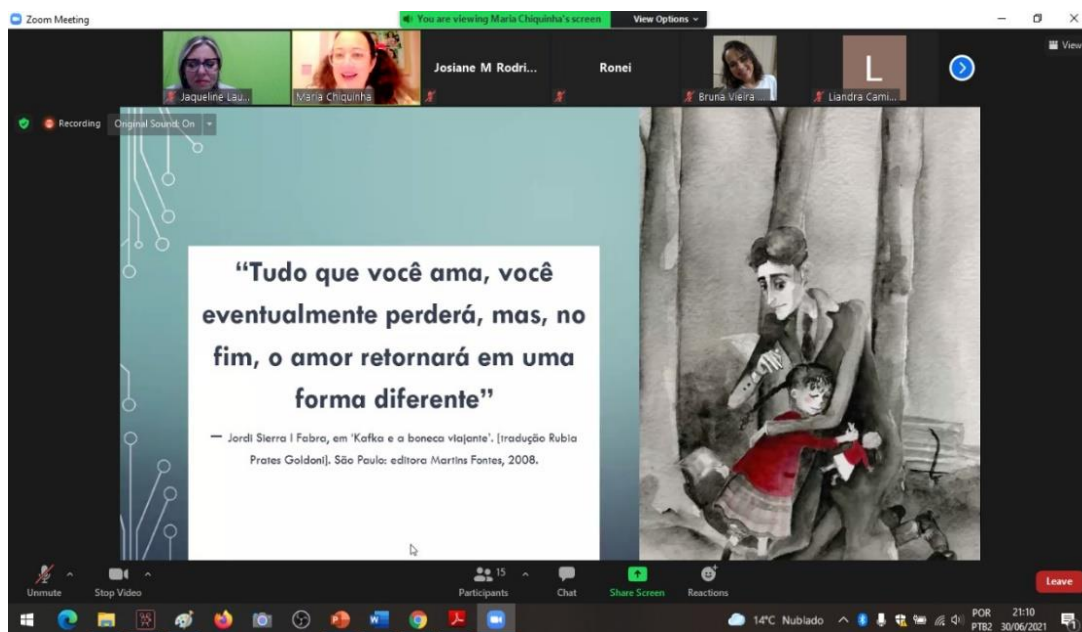 Zoom Meeting
You are viewing Maria Chiquinha's screen
View Options
View
Jaqueline Lau...
Maria Chiquinha
Josiane M Rodri...
Ronei
Bruna Vieira ...
L
Liandra Cami...
Recording
Original Sound: On
“Tudo que você ama, você
eventualmente perderá, mas, no
fim, o amor retornará em uma
forma diferente”
— Jordi Sierra I Fabra, em ‘Kafka e a boneca viajante’. [tradução Rubia
Prates Goldoni]. São Paulo: editora Martins Fontes, 2008.
Unmute
Stop Video
15
Participants
Chat
Share Screen
Reactions
Leave
14°C Nublado
POR
PTB2
21:10
30/06/2021